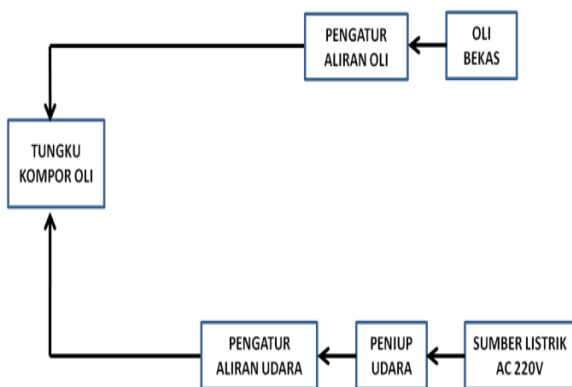 PENGATUR
ALIRAN OLI
OLI
BEKAS
TUNGKU
KOMPOR OLI
PENGATUR
ALIRAN UDARA
PENIUP
UDARA
SUMBER LISTRIK
AC 220V